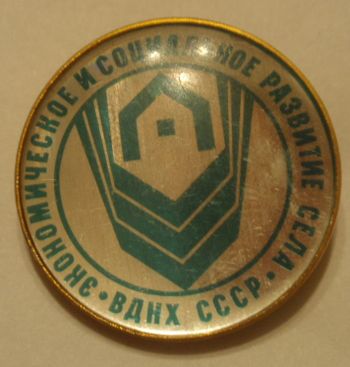 ЭКОНОМИЧЕСКОЕ И СОЦИАЛЬНОЕ РАЗВИТИЕ СЕЛА
• ВДНХ СССР •